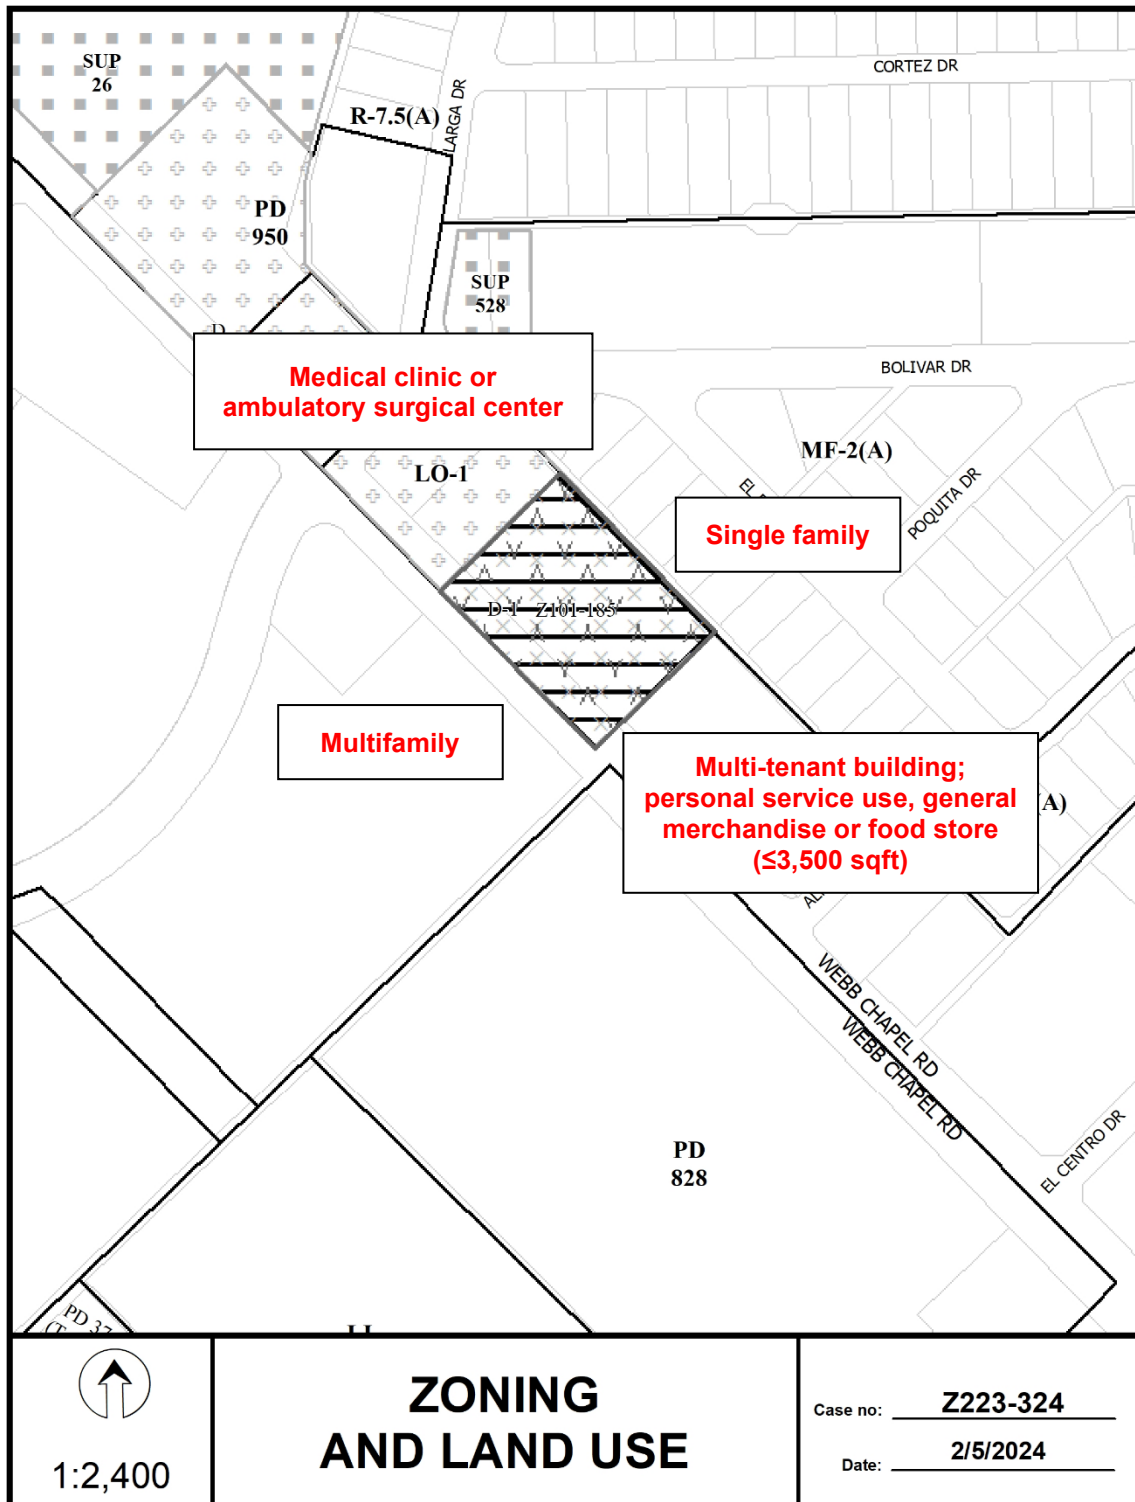 SUP
26
CORTEZ DR
R-7.5(A)
LARGA DR
PD
950
SUP
528
BOLIVAR DR
Medical clinic or
ambulatory surgical center
MF-2(A)
LO-1
POQUITA DR
Single family
D-1 Z101-185
Multifamily
Multi-tenant building;
personal service use, general
merchandise or food store
(≤3,500 sqft)
WEBB CHAPEL RD
WEBB CHAPEL RD
EL CENTRO DR
PD
828
PD 37
1:2,400
ZONING
AND LAND USE
Case no: Z223-324
Date: 2/5/2024